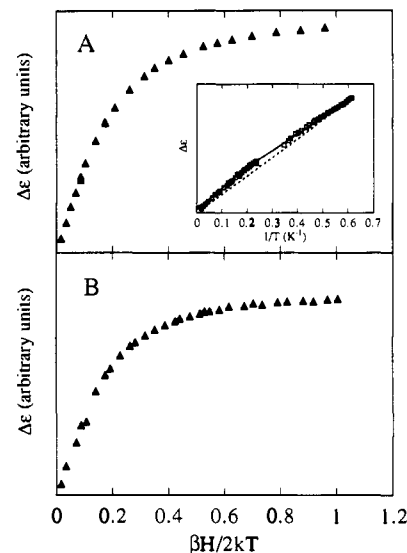 A
Δε (arbitrary units)
Δε
0 0.1 0.2 0.3 0.4 0.5 0.6 0.7
1/T (K⁻¹)
B
Δε (arbitrary units)
0 0.2 0.4 0.6 0.8 1 1.2
βH/2kT